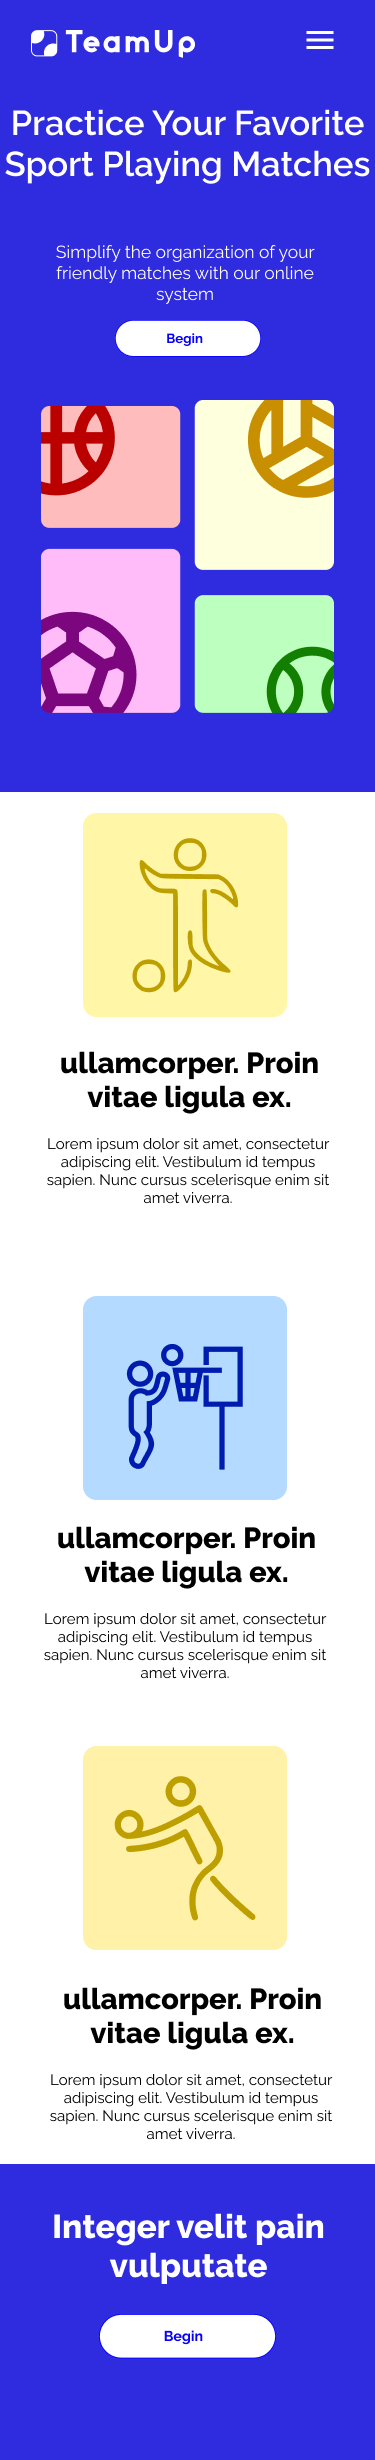 TeamUp
Practice Your Favorite
Sport Playing Matches
Simplify the organization of your
friendly matches with our online
system
Begin
ullamcorper. Proin
vitae ligula ex.
Lorem ipsum dolor sit amet, consectetur
adipiscing elit. Vestibulum id tempus
sapien. Nunc cursus scelerisque enim sit
amet viverra.
ullamcorper. Proin
vitae ligula ex.
Lorem ipsum dolor sit amet, consectetur
adipiscing elit. Vestibulum id tempus
sapien. Nunc cursus scelerisque enim sit
amet viverra.
ullamcorper. Proin
vitae ligula ex.
Lorem ipsum dolor sit amet, consectetur
adipiscing elit. Vestibulum id tempus
sapien. Nunc cursus scelerisque enim sit
amet viverra.
Integer velit pain
vulputate
Begin